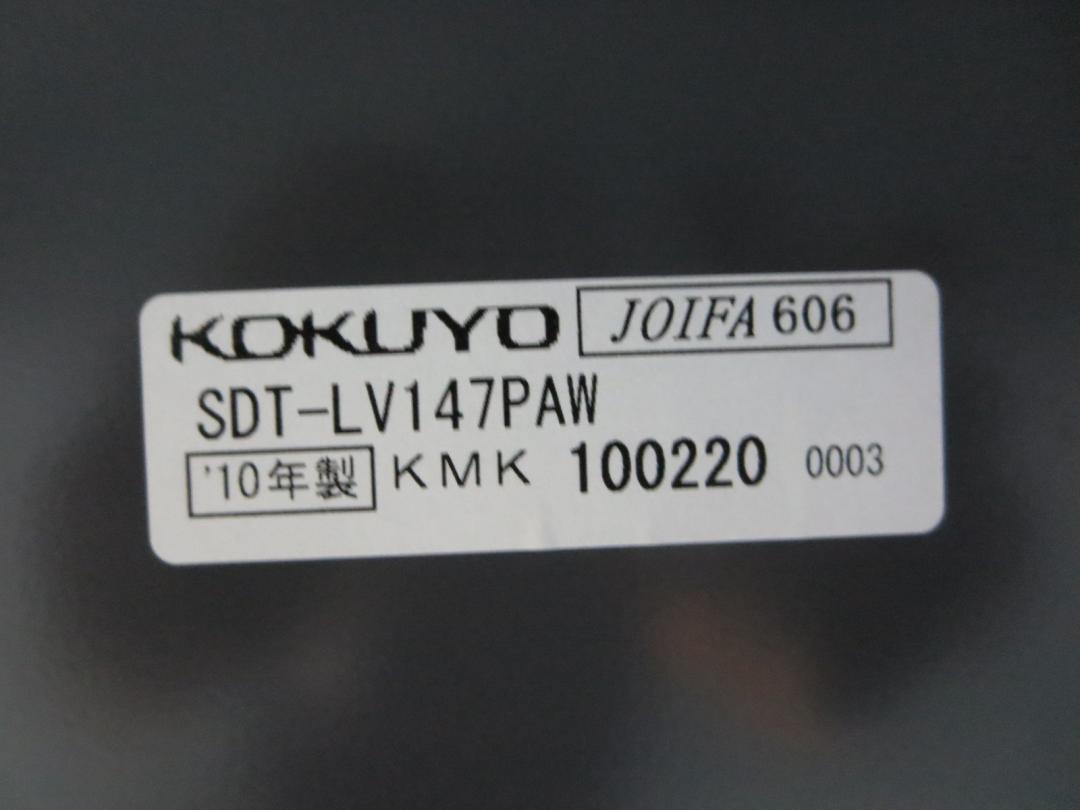 KOKUYO JOIFA 606
SDT-LV147PAW
'10年製 KMK 100220 0003